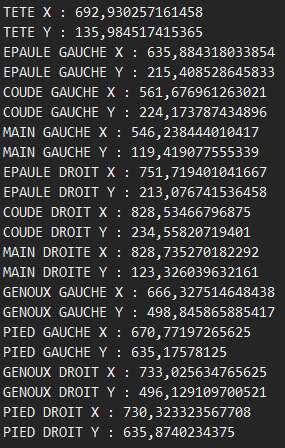 TETE X : 692,930257161458
TETE Y : 135,984517415365
EPAULE GAUCHE X : 635,884318033854
EPAULE GAUCHE Y : 215,408528645833
COUDE GAUCHE X : 561,676961263021
COUDE GAUCHE Y : 224,173787434896
MAIN GAUCHE X : 546,238444010417
MAIN GAUCHE Y : 119,419077555339
EPAULE DROIT X : 751,719401041667
EPAULE DROIT Y : 213,076741536458
COUDE DROIT X : 828,53466796875
COUDE DROIT Y : 234,55820719401
MAIN DROITE X : 828,735270182292
MAIN DROITE Y : 123,326039632161
GENOUX GAUCHE X : 666,327514648438
GENOUX GAUCHE Y : 498,845865885417
PIED GAUCHE X : 670,77197265625
PIED GAUCHE Y : 635,17578125
GENOUX DROIT X : 733,025634765625
GENOUX DROIT Y : 496,129109700521
PIED DROIT X : 730,323323567708
PIED DROIT Y : 635,8740234375